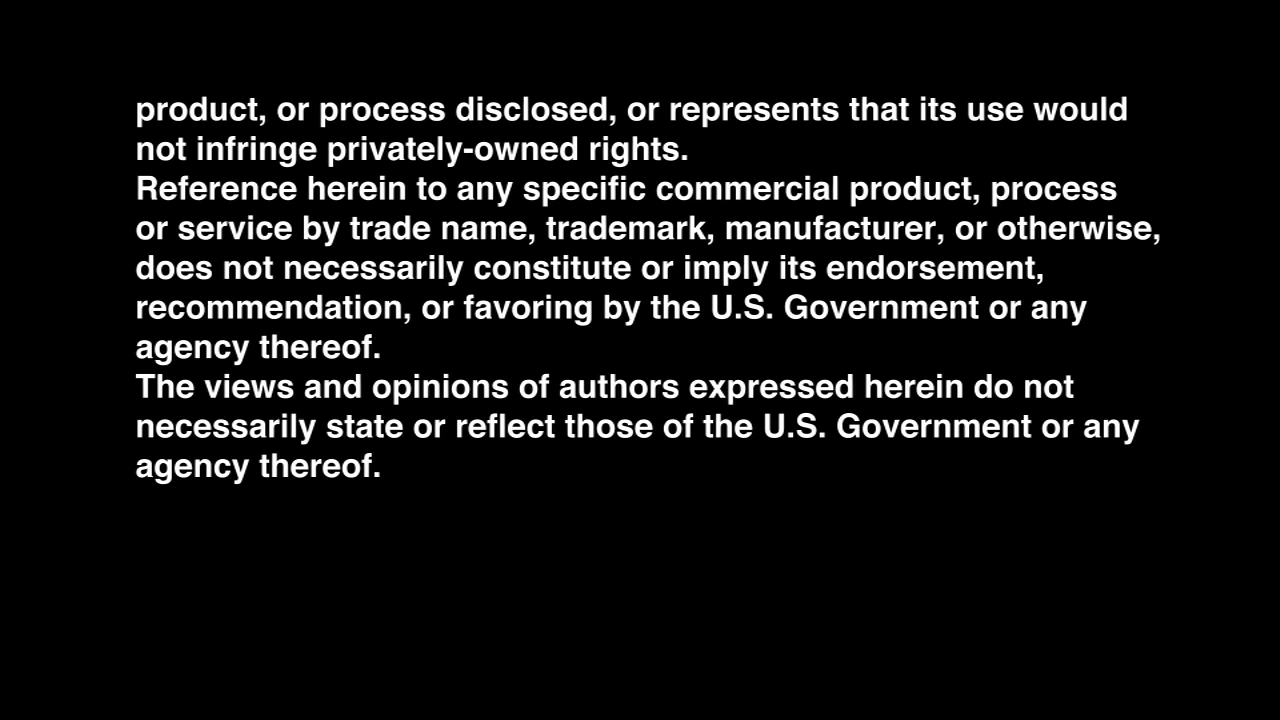 product, or process disclosed, or represents that its use would
not infringe privately-owned rights.
Reference herein to any specific commercial product, process
or service by trade name, trademark, manufacturer, or otherwise,
does not necessarily constitute or imply its endorsement,
recommendation, or favoring by the U.S. Government or any
agency thereof.
The views and opinions of authors expressed herein do not
necessarily state or reflect those of the U.S. Government or any
agency thereof.